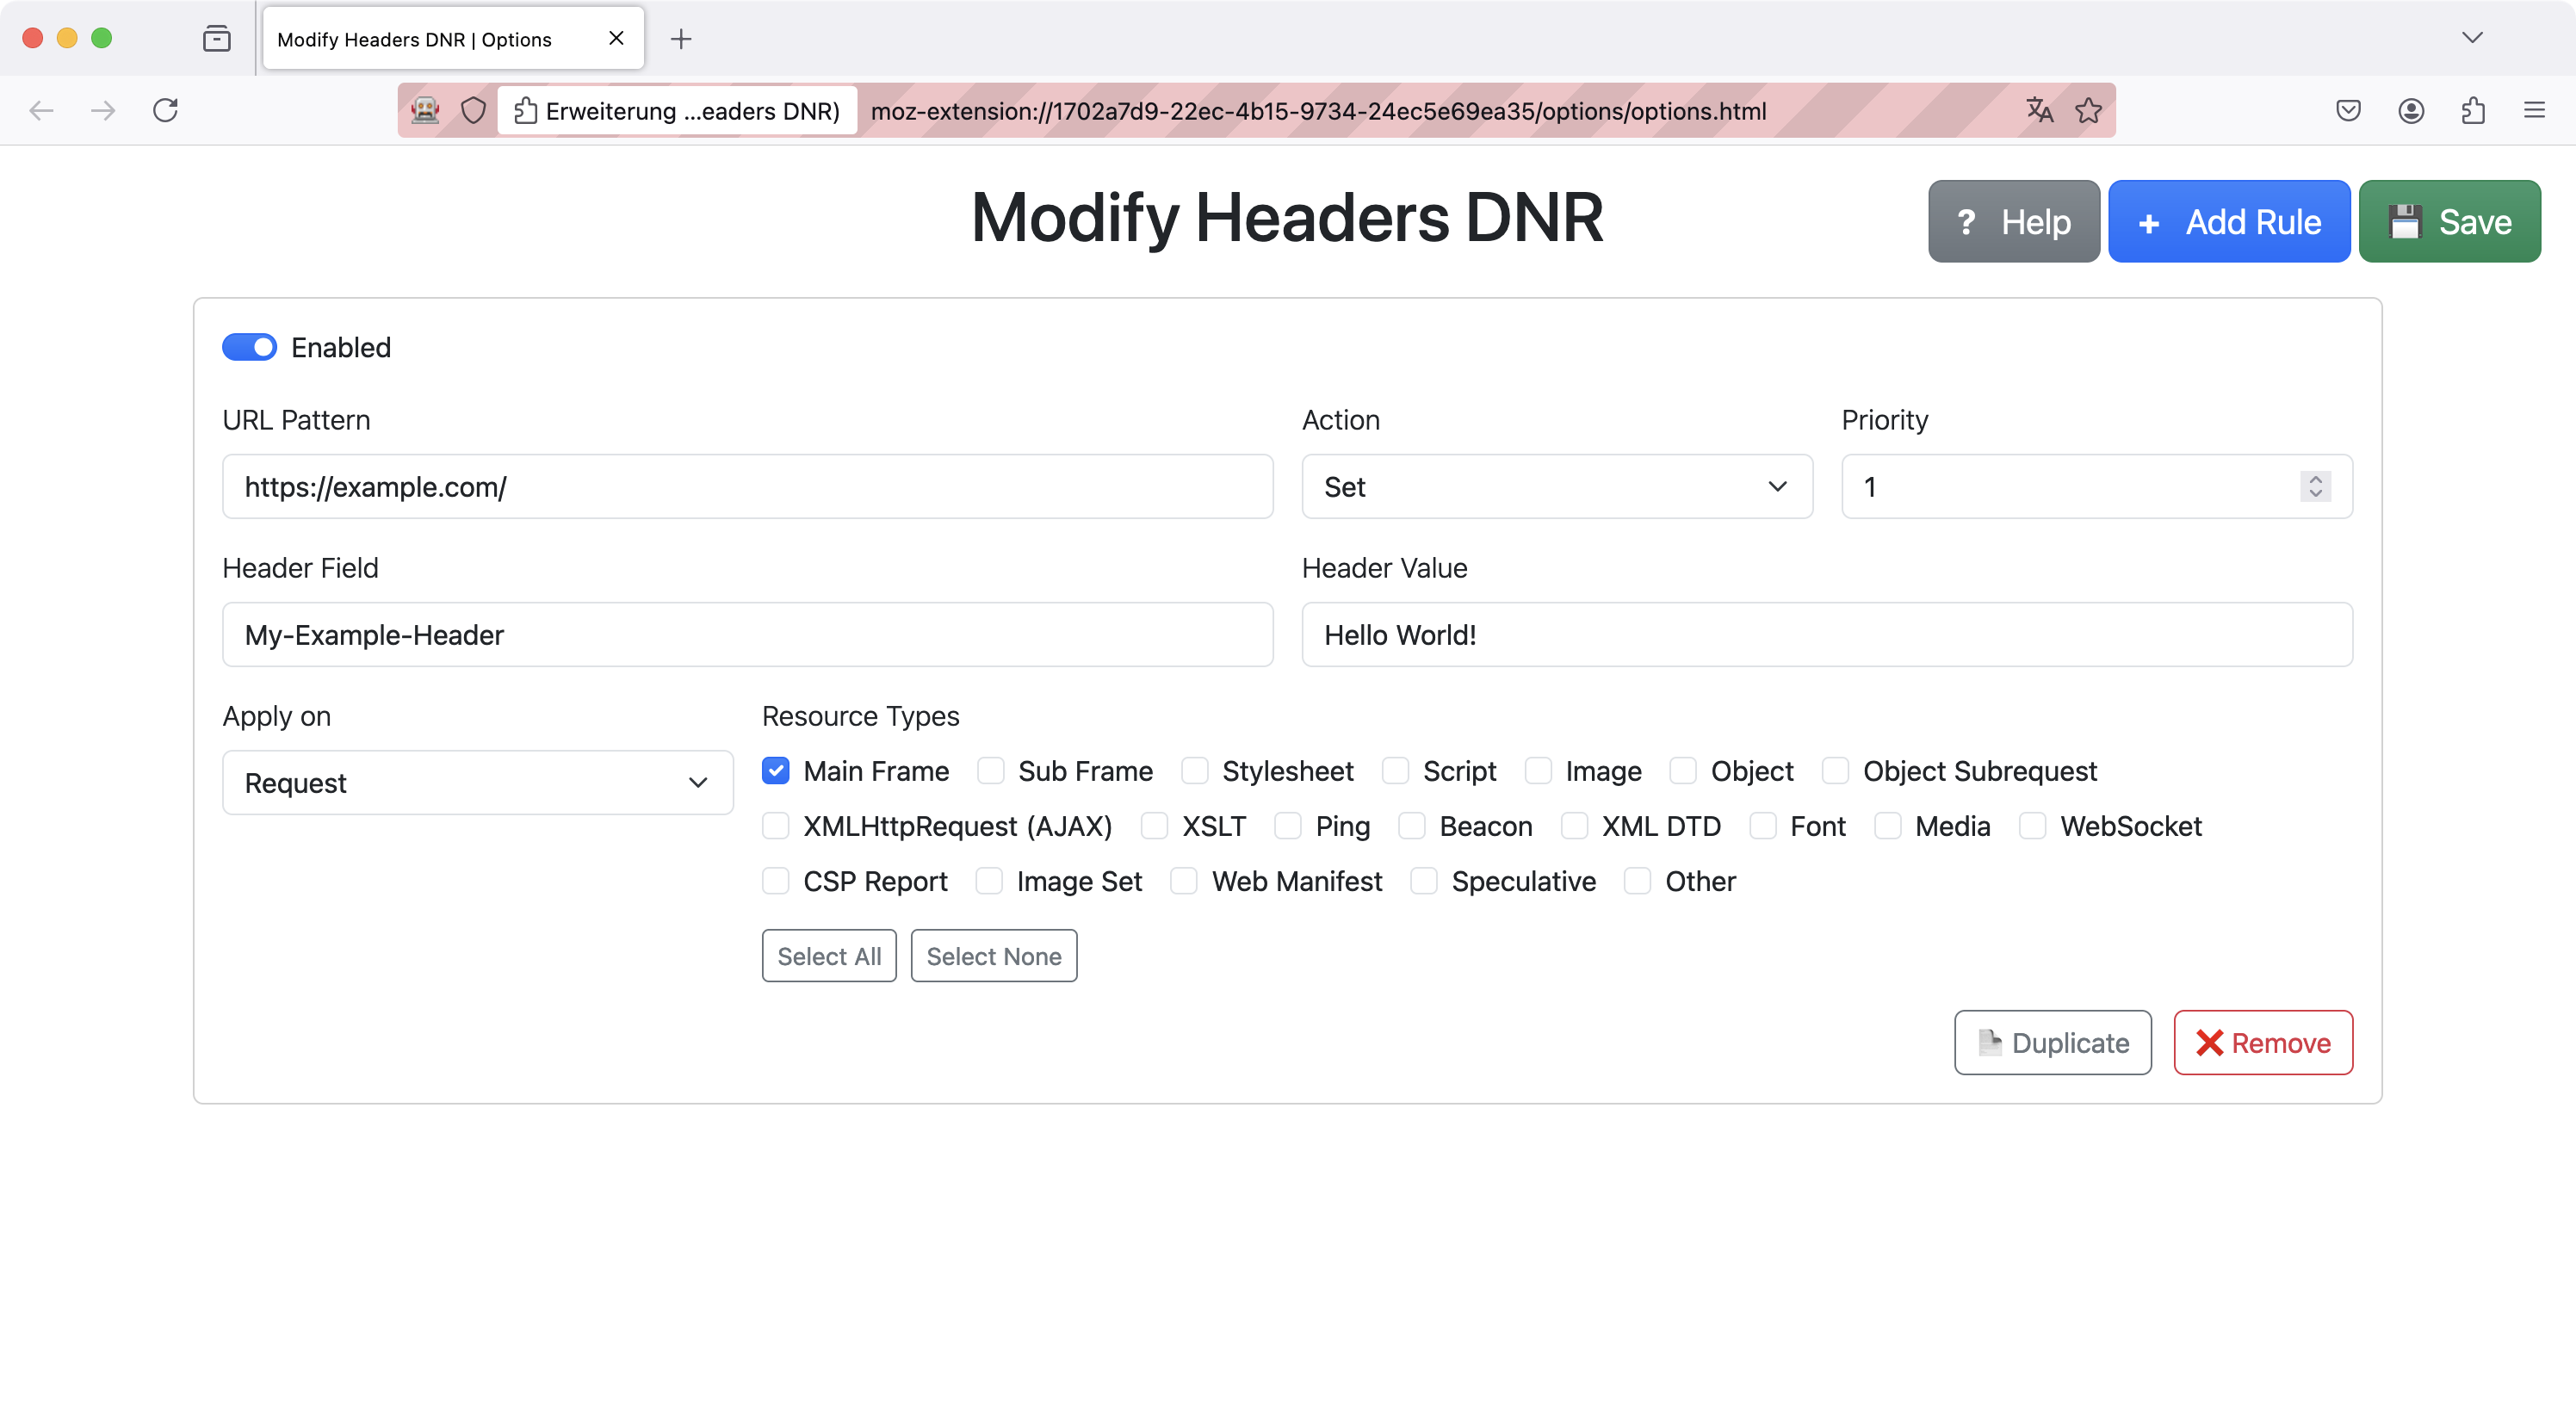 Modify Headers DNR | Options
Erweiterung ...eaders DNR) moz-extension://1702a7d9-22ec-4b15-9734-24ec5e69ea35/options/options.html
Modify Headers DNR
? Help
+ Add Rule
Save
Enabled
URL Pattern Action Priority
https://example.com/ Set 1
Header Field Header Value
My-Example-Header Hello World!
Apply on Resource Types
Request
Main Frame Sub Frame Stylesheet Script Image Object Object Subrequest
XMLHttpRequest (AJAX) XSLT Ping Beacon XML DTD Font Media WebSocket
CSP Report Image Set Web Manifest Speculative Other
Select All Select None
Duplicate Remove